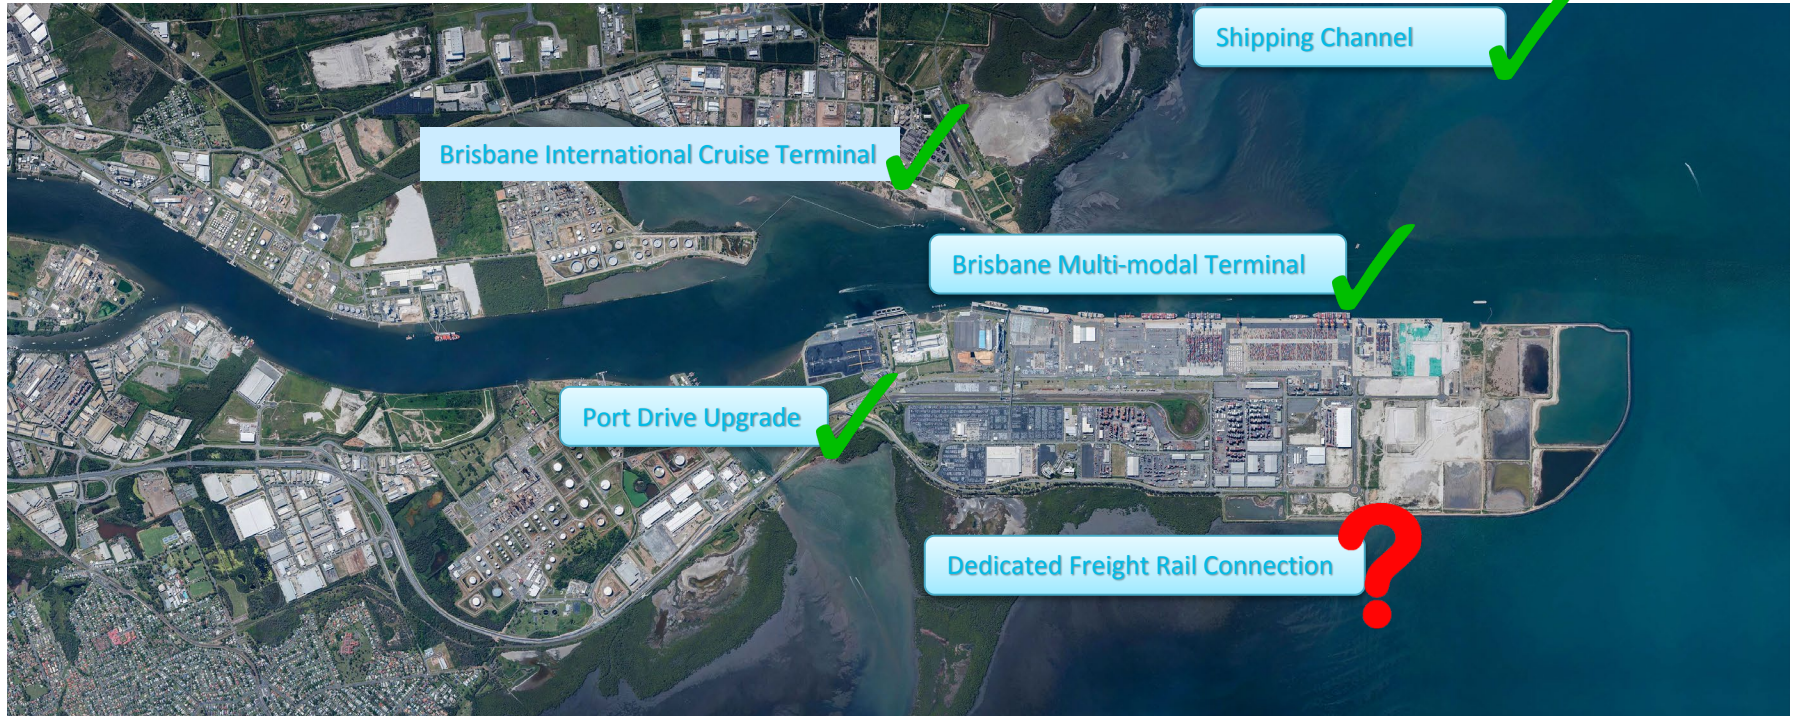 Shipping Channel
Brisbane International Cruise Terminal
Brisbane Multi-modal Terminal
Port Drive Upgrade
Dedicated Freight Rail Connection
?